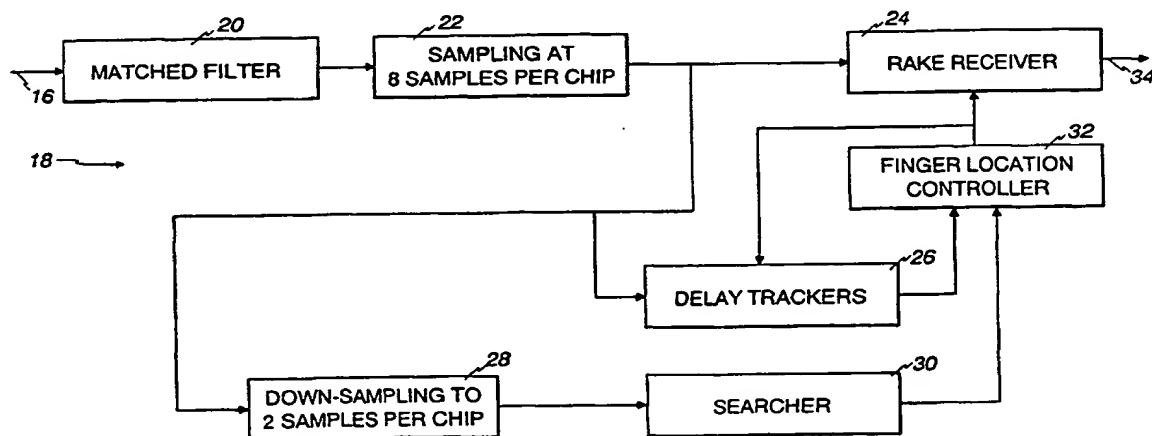 20
MATCHED FILTER
16
22
SAMPLING AT
8 SAMPLES PER CHIP
24
RAKE RECEIVER
34
18
32
FINGER LOCATION
CONTROLLER
26
DELAY TRACKERS
28
DOWN-SAMPLING TO
2 SAMPLES PER CHIP
30
SEARCHER